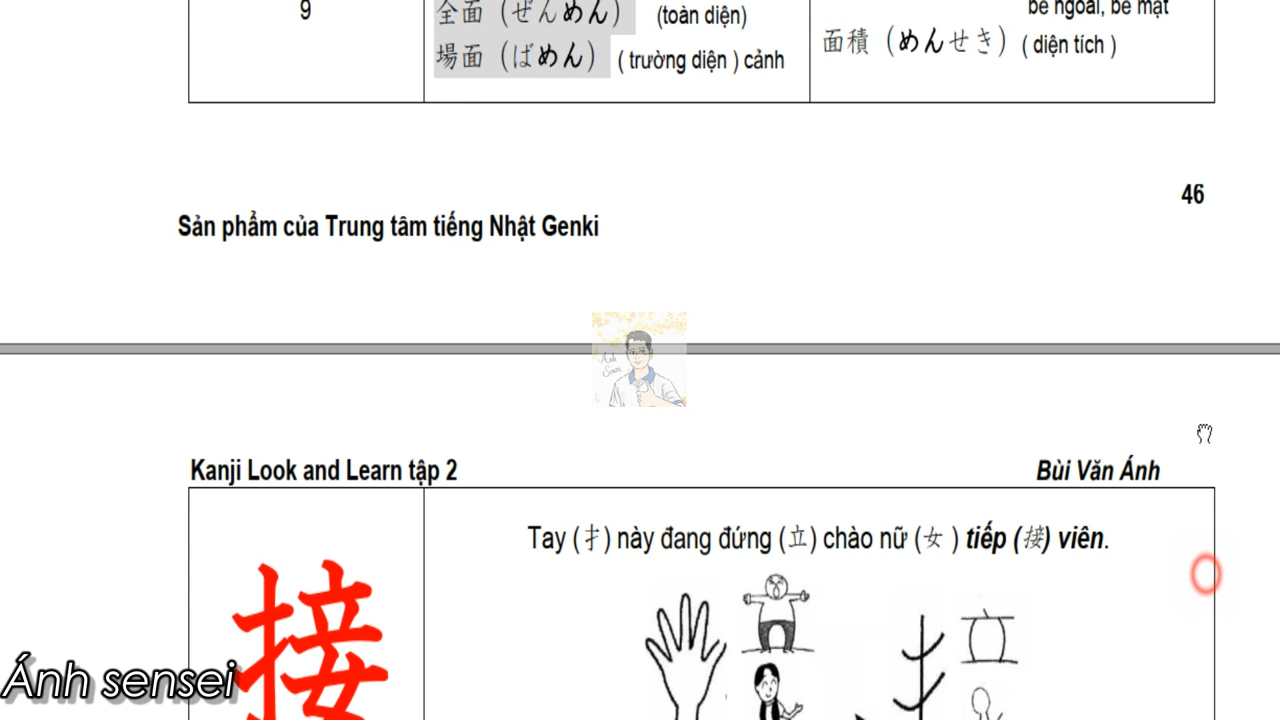 9
全面（ぜんめん） (toàn diện)
場面（ばめん） ( trường diện ) cảnh
bề ngoài, bề mặt
面積（めんせき） ( diện tích )
46
Sản phẩm của Trung tâm tiếng Nhật Genki
Kanji Look and Learn tập 2
Bùi Văn Ánh
Tay (扌) này đang đứng (立) chào nữ (女 ) tiếp (接) viên.
接
立
Ánh sensei